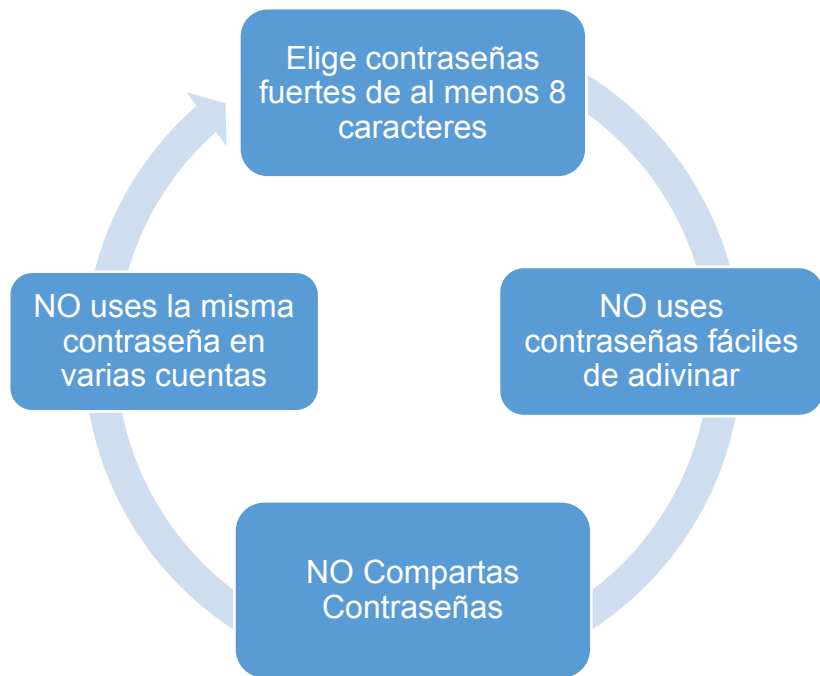 Elige contraseñas
fuertes de al menos 8
caracteres
NO uses
contraseñas fáciles
de adivinar
NO Compartas
Contraseñas
NO uses la misma
contraseña en
varias cuentas